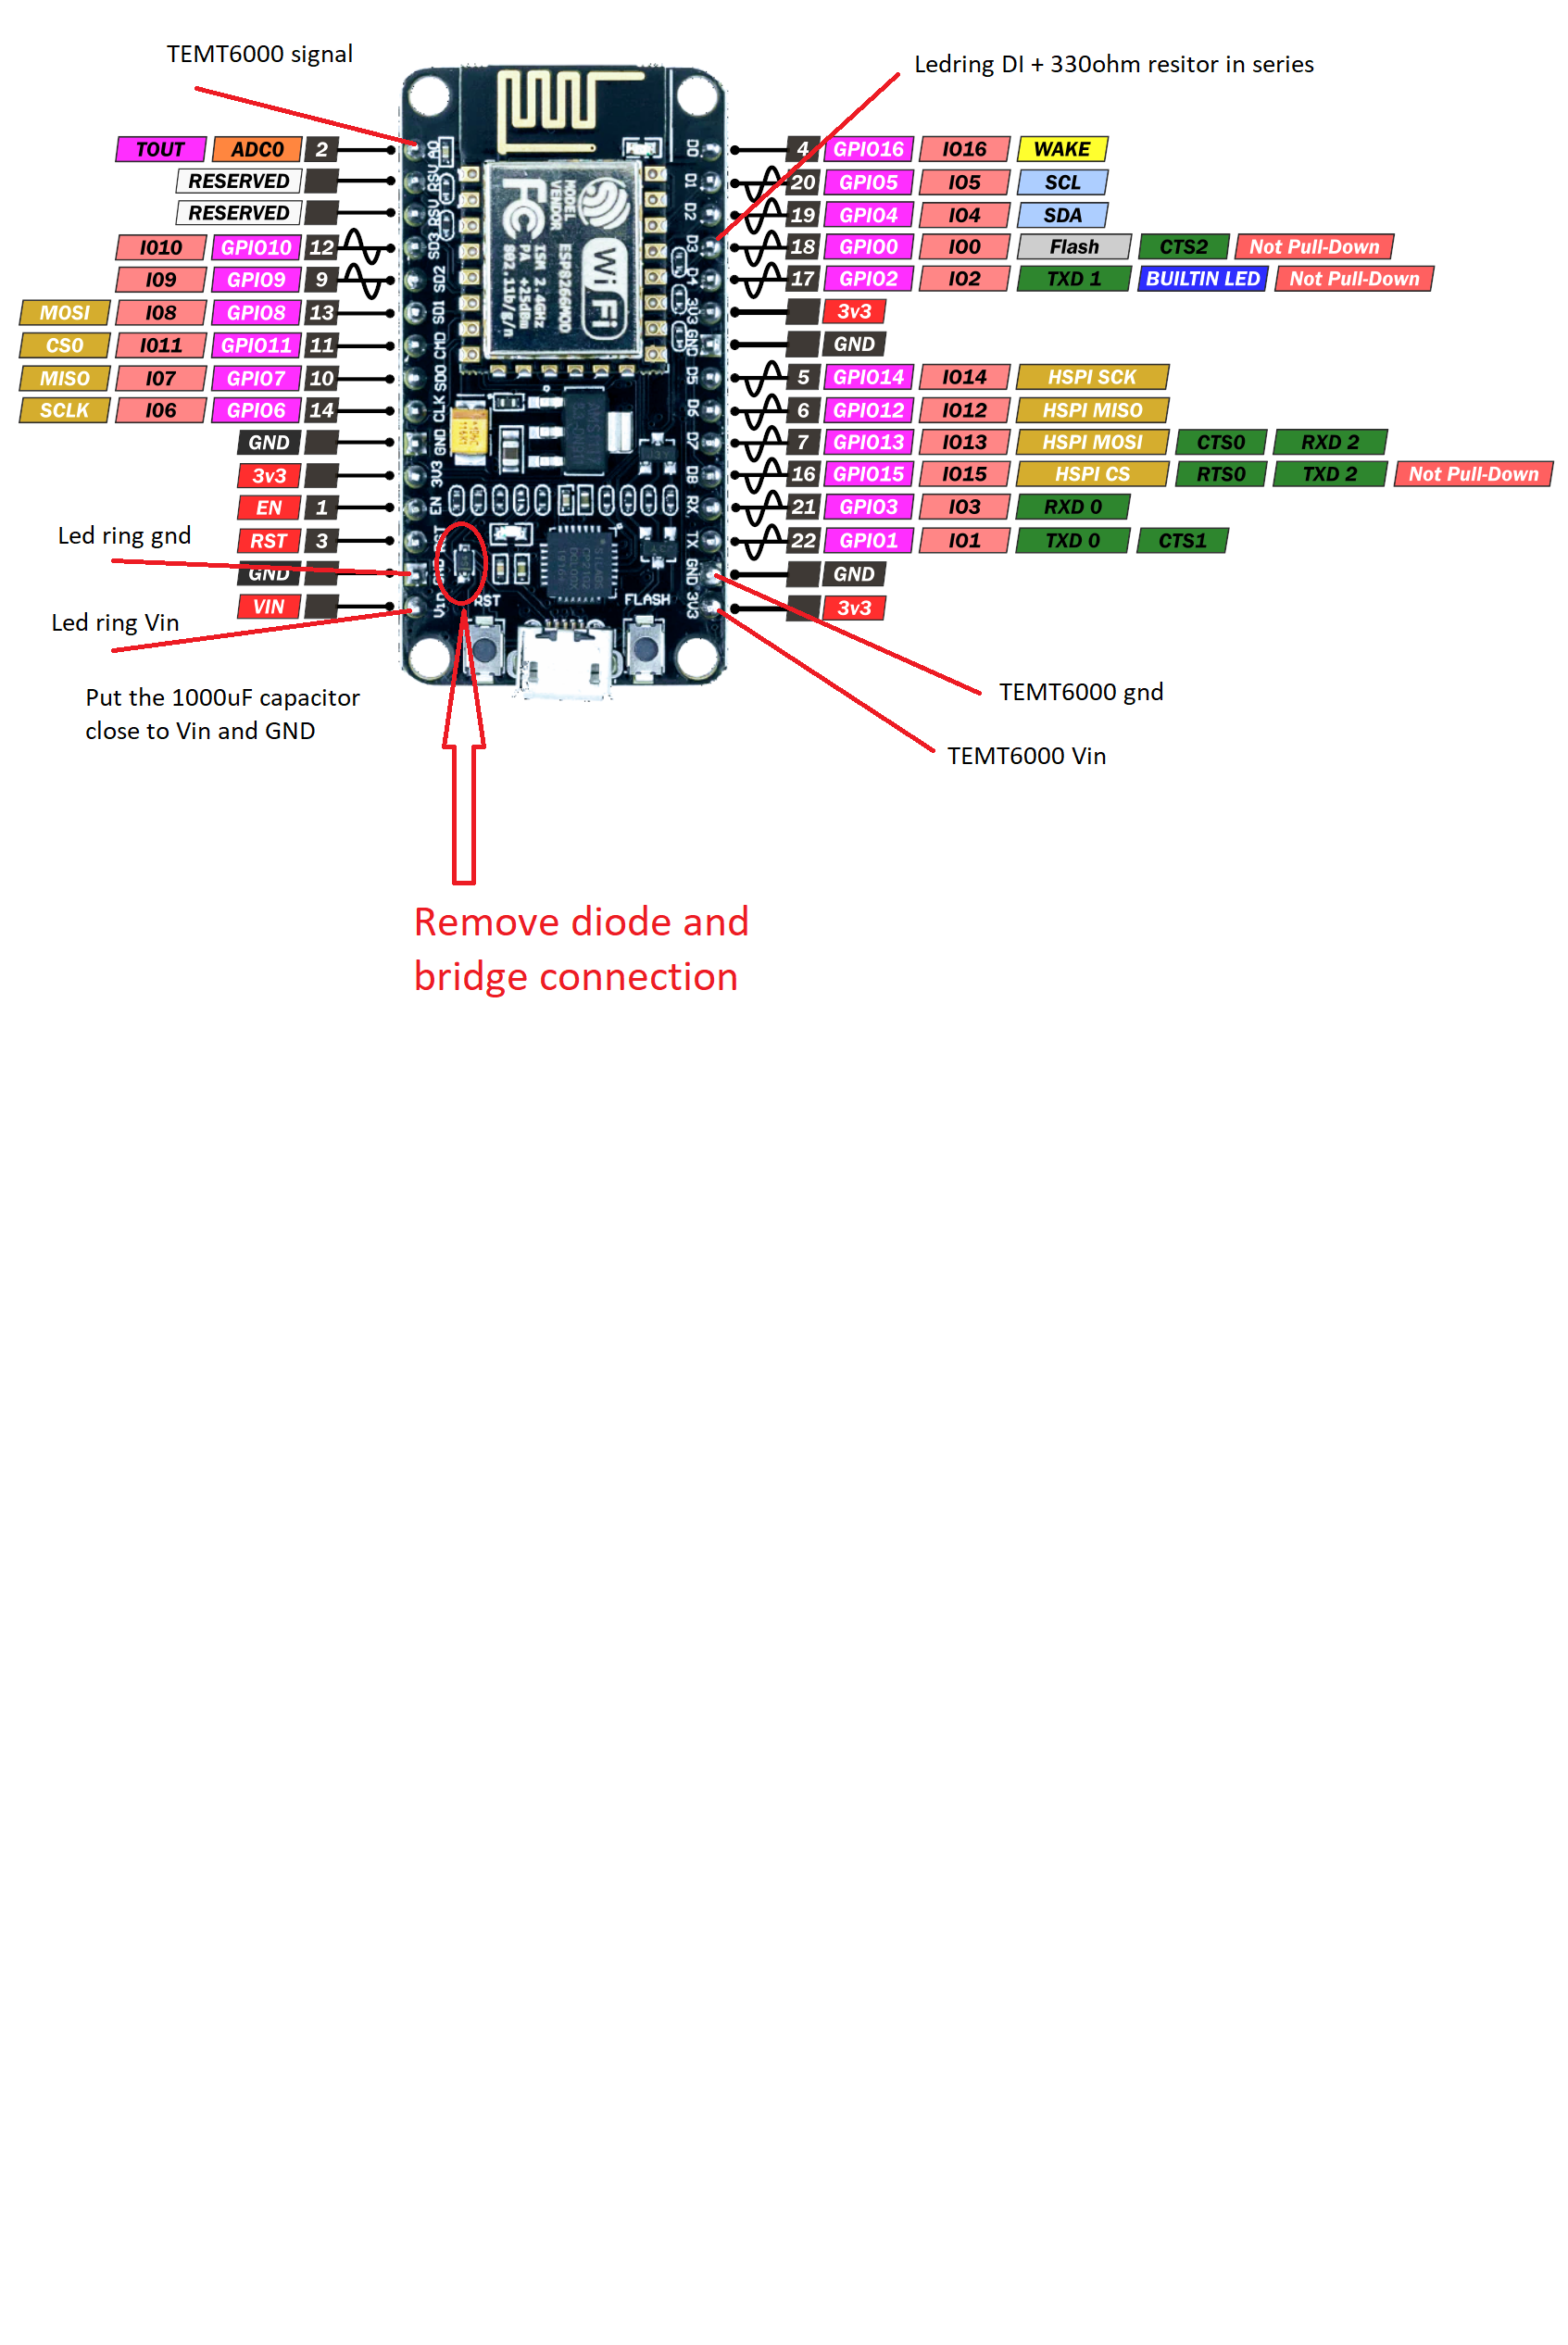 TEMT6000 signal
Ledring DI + 330ohm resitor in series
TOUT ADC0 2
RESERVED
RESERVED
IO10 GPIO10 12
IO9 GPIO9 9
MOSI IO8 GPIO8 13
CS0 IO11 GPIO11 11
MISO IO7 GPIO7 10
SCLK IO6 GPIO6 14
GND
3v3
EN 1
RST 3
GND
VIN
Led ring gnd
Led ring Vin
Put the 1000uF capacitor
close to Vin and GND
A0
RSV
RSV
SD3
SD2
SD1
CMD
SD0
CLK
GND
3V3
EN
RST
GND
Vin
MODEL
VENDOR
ESP8266MOD
ISM 2.4GHz
PA +25dBm
802.11b/g/n
FC
WiFi
RST
FLASH
D0
D1
D2
D3
D4
3V3
GND
D5
D6
D7
D8
RX
TX
GND
3V3
4 GPIO16 IO16 WAKE
20 GPIO5 IO5 SCL
19 GPIO4 IO4 SDA
18 GPIO0 IO0 Flash CTS2 Not Pull-Down
17 GPIO2 IO2 TXD 1 BUILTIN LED Not Pull-Down
3v3
GND
5 GPIO14 IO14 HSPI SCK
6 GPIO12 IO12 HSPI MISO
7 GPIO13 IO13 HSPI MOSI CTS0 RXD 2
16 GPIO15 IO15 HSPI CS RTS0 TXD 2 Not Pull-Down
21 GPIO3 IO3 RXD 0
22 GPIO1 IO1 TXD 0 CTS1
GND
3v3
TEMT6000 gnd
TEMT6000 Vin
Remove diode and
bridge connection